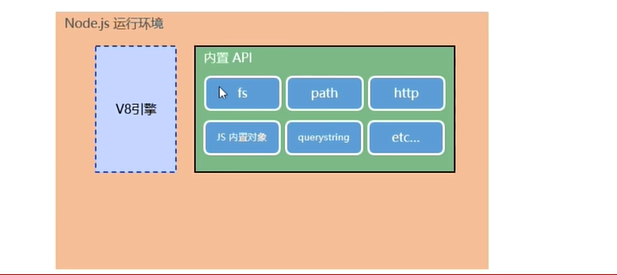 Node.js 运行环境
V8引擎
内置 API
fs
path
http
JS 内置对象
querystring
etc...